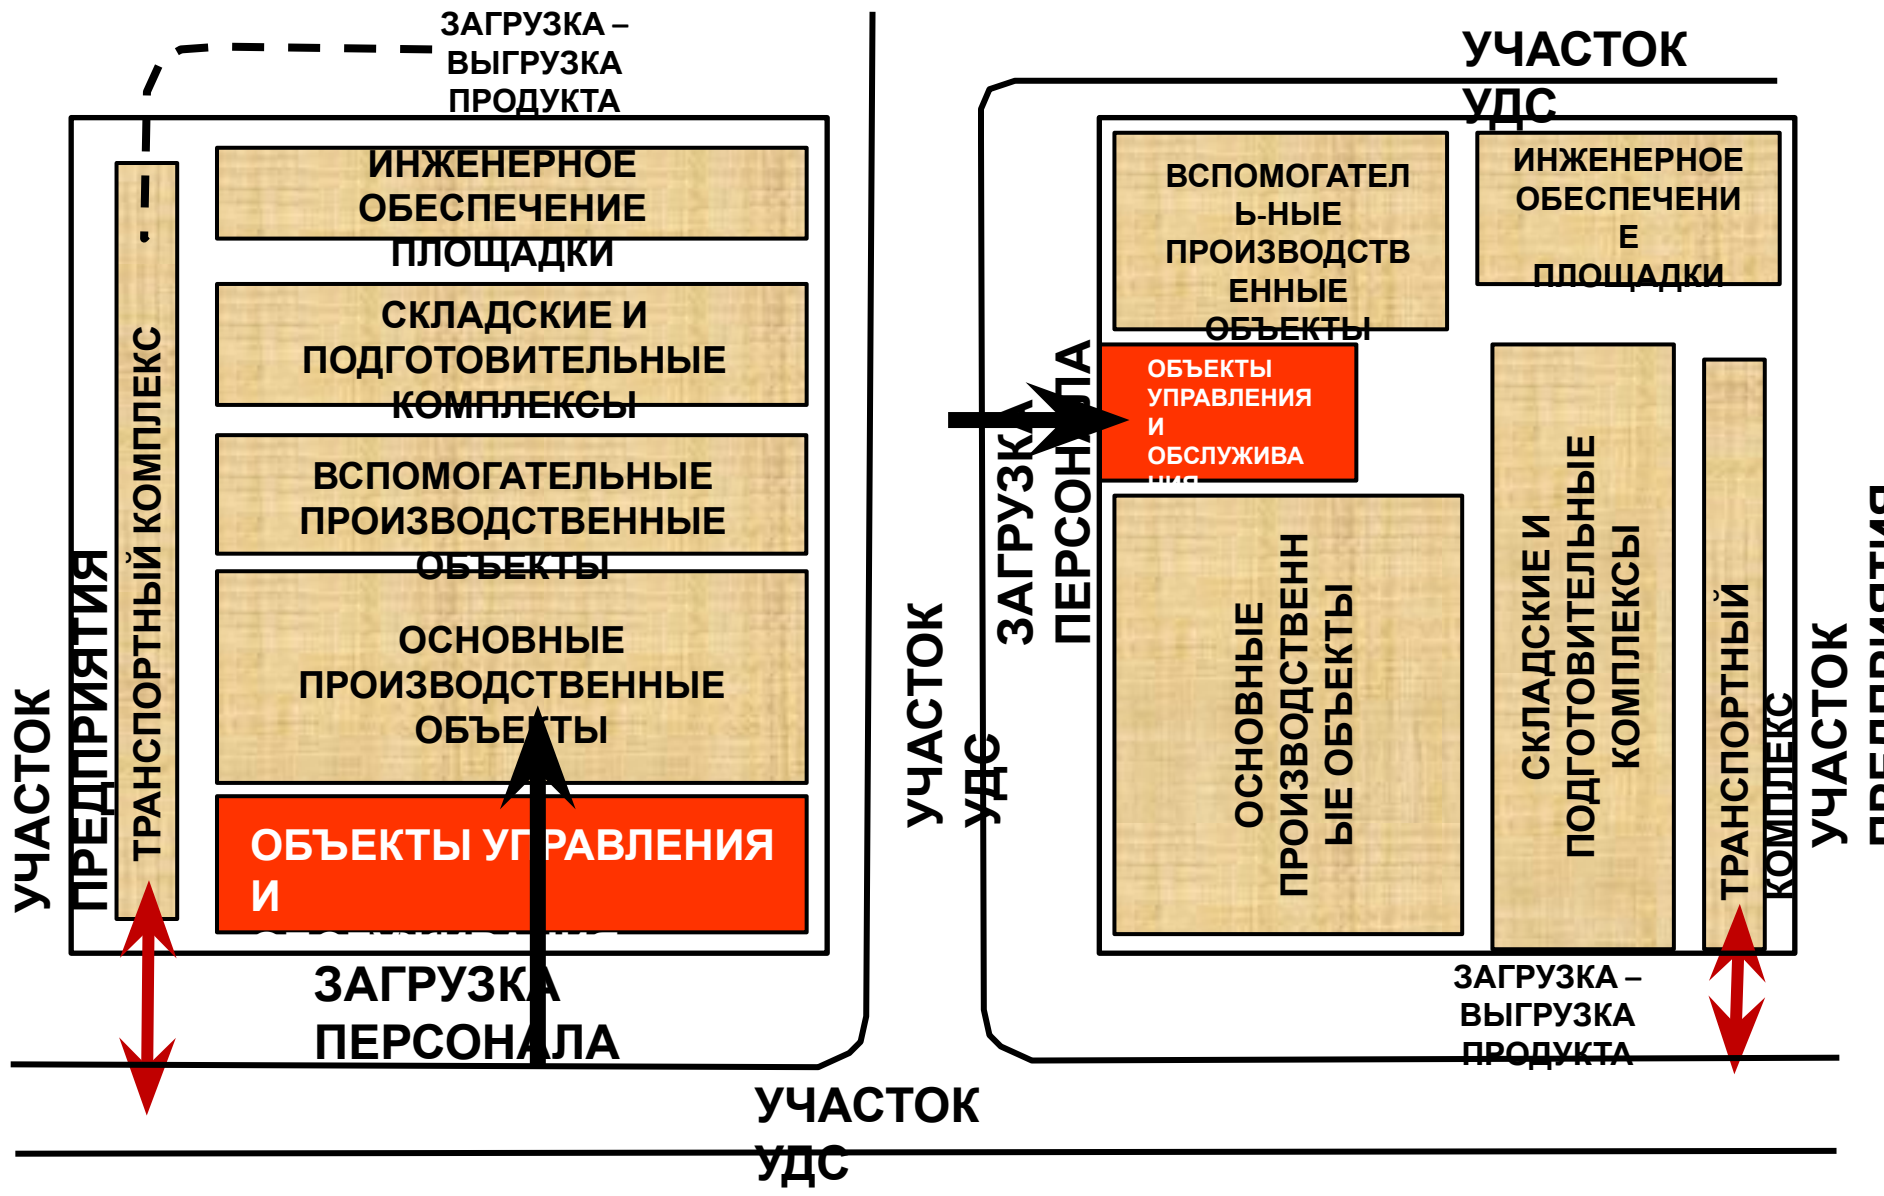 ЗАГРУЗКА –
ВЫГРУЗКА
ПРОДУКТА
ИНЖЕНЕРНОЕ
ОБЕСПЕЧЕНИЕ
ПЛОЩАДКИ
СКЛАДСКИЕ И
ПОДГОТОВИТЕЛЬНЫЕ
КОМПЛЕКСЫ
ВСПОМОГАТЕЛЬНЫЕ
ПРОИЗВОДСТВЕННЫЕ
ОБЪЕКТЫ
ОСНОВНЫЕ
ПРОИЗВОДСТВЕННЫЕ
ОБЪЕКТЫ
ОБЪЕКТЫ УПРАВЛЕНИЯ
И
ТРАНСПОРТНЫЙ КОМПЛЕКС
УЧАСТОК
ПРЕДПРИЯТИЯ
ЗАГРУЗКА
ПЕРСОНАЛА
УЧАСТОК
УДС
УЧАСТОК
УДС
УЧАСТОК
УДС
ВСПОМОГАТЕЛ
Ь-НЫЕ
ПРОИЗВОДСТВ
ЕННЫЕ
ОБЪЕКТЫ
ИНЖЕНЕРНОЕ
ОБЕСПЕЧЕНИ
Е
ПЛОЩАДКИ
ОБЪЕКТЫ
УПРАВЛЕНИЯ
И
ОБСЛУЖИВА
НИЯ
ЗАГРУЗКА
ПЕРСОНАЛА
ОСНОВНЫЕ
ПРОИЗВОДСТВЕНН
ЫЕ ОБЪЕКТЫ
СКЛАДСКИЕ И
ПОДГОТОВИТЕЛЬНЫЕ
КОМПЛЕКСЫ
ТРАНСПОРТНЫЙ
КОМПЛЕКС
УЧАСТОК
ПРЕДПРИЯТИЯ
ЗАГРУЗКА –
ВЫГРУЗКА
ПРОДУКТА